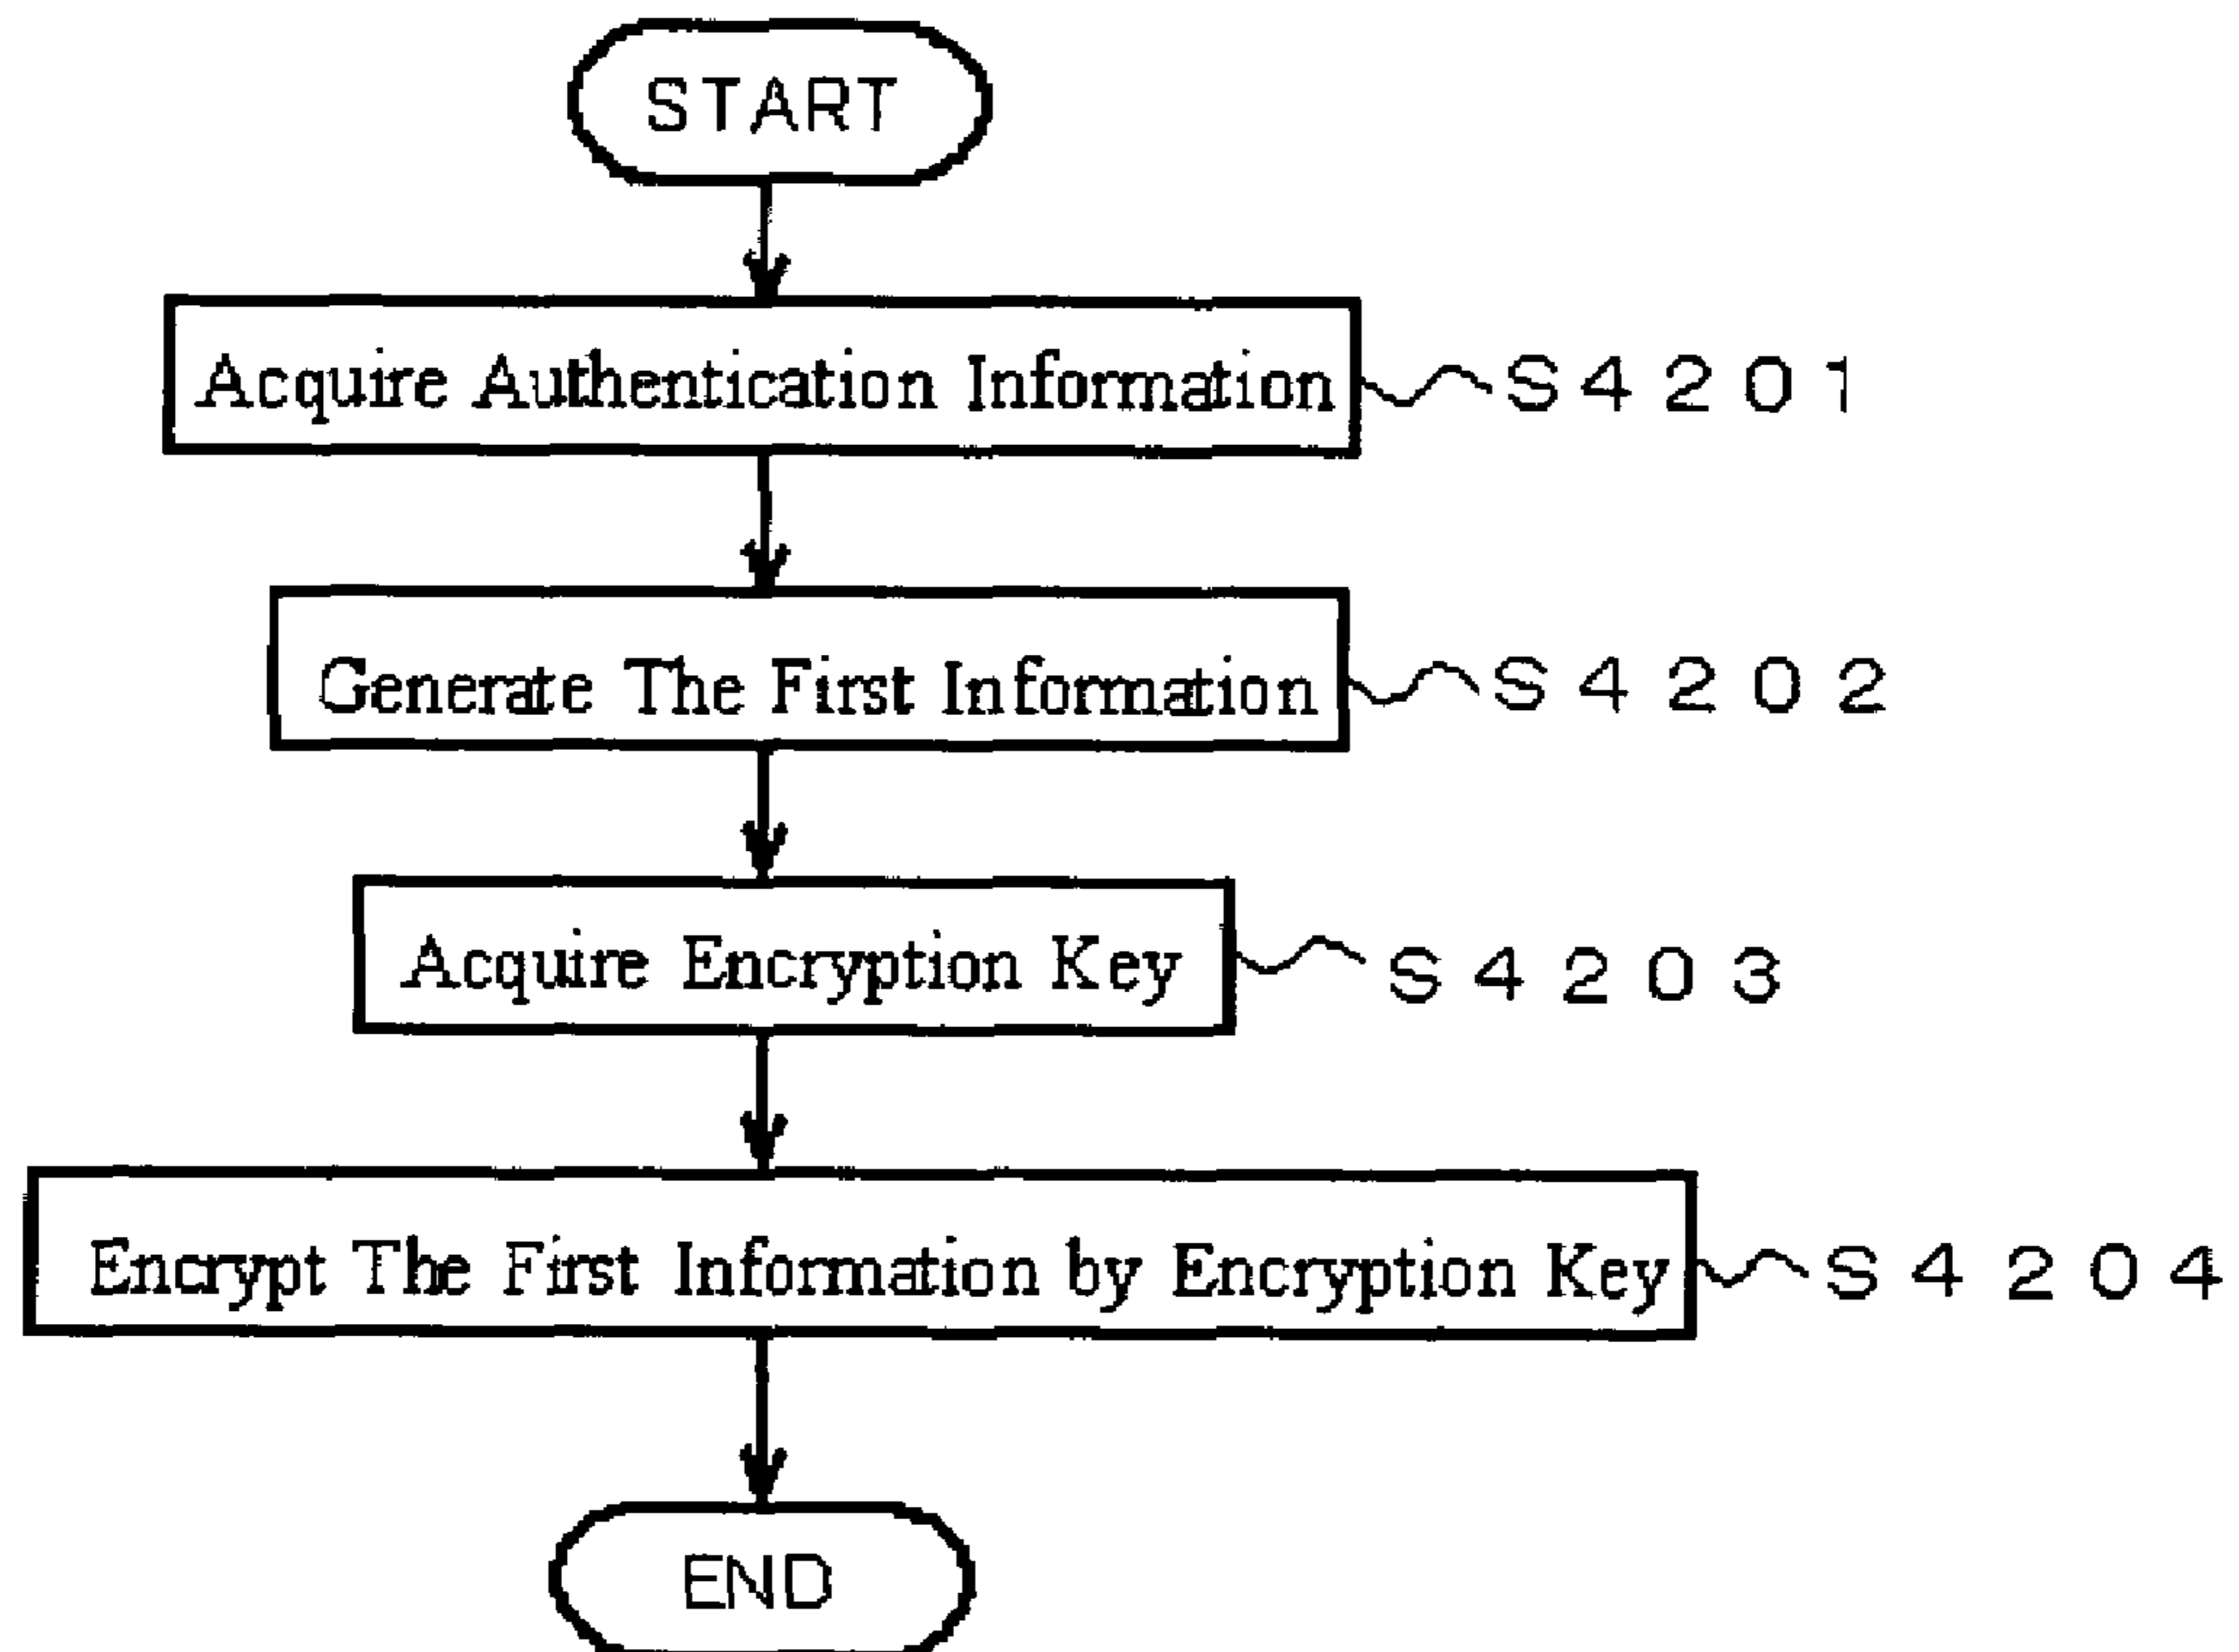 START
Acquire Authentication Information S4201
Generate The First Information S4202
Acquire Encryption Key S4203
Encrypt The First Information by Encryption Key S4204
END